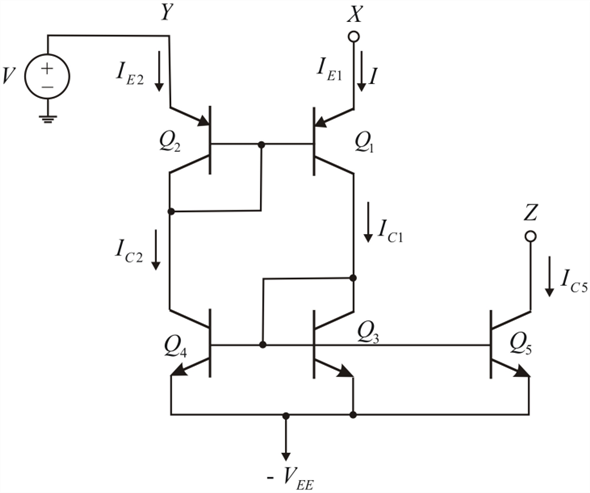 Y
X
V
+
−
I_{E2}
I_{E1}
I
Q_2
Q_1
I_{C2}
I_{C1}
Z
I_{C5}
Q_4
Q_3
Q_5
- V_{EE}